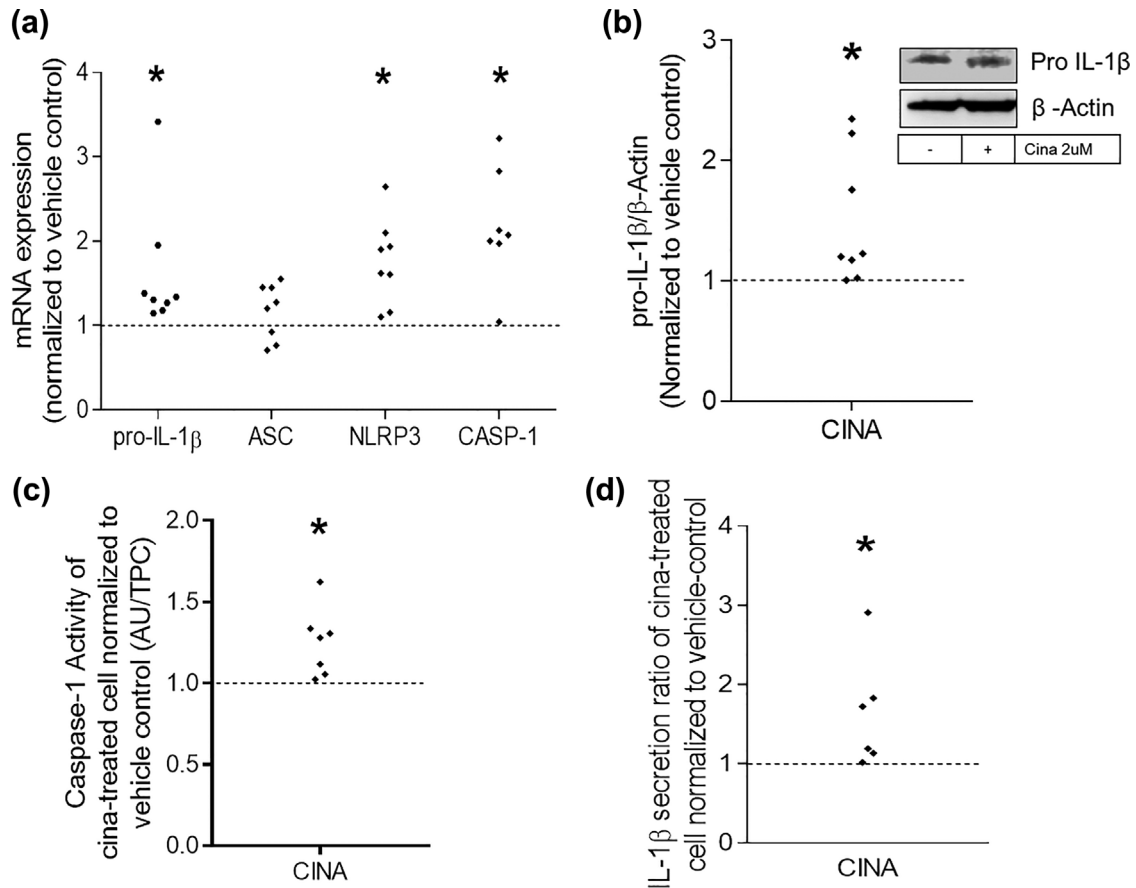 (a)
mRNA expression
(normalized to vehicle control)
4
3
2
1
0
*
*
*
pro-IL-1β
ASC
NLRP3
CASP-1
(b)
pro-IL-1β/β-Actin
(Normalized to vehicle control)
3
2
1
0
*
CINA
Pro IL-1β
β -Actin
- + Cina 2uM
(c)
Caspase-1 Activity of
cina-treated cell normalized to
vehicle control (AU/TPC)
2.0
1.5
1.0
0.5
0.0
*
CINA
(d)
IL-1β secretion ratio of cina-treated
cell normalized to vehicle-control
4
3
2
1
0
*
CINA